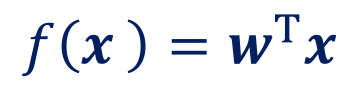 f(x) = wᵀx